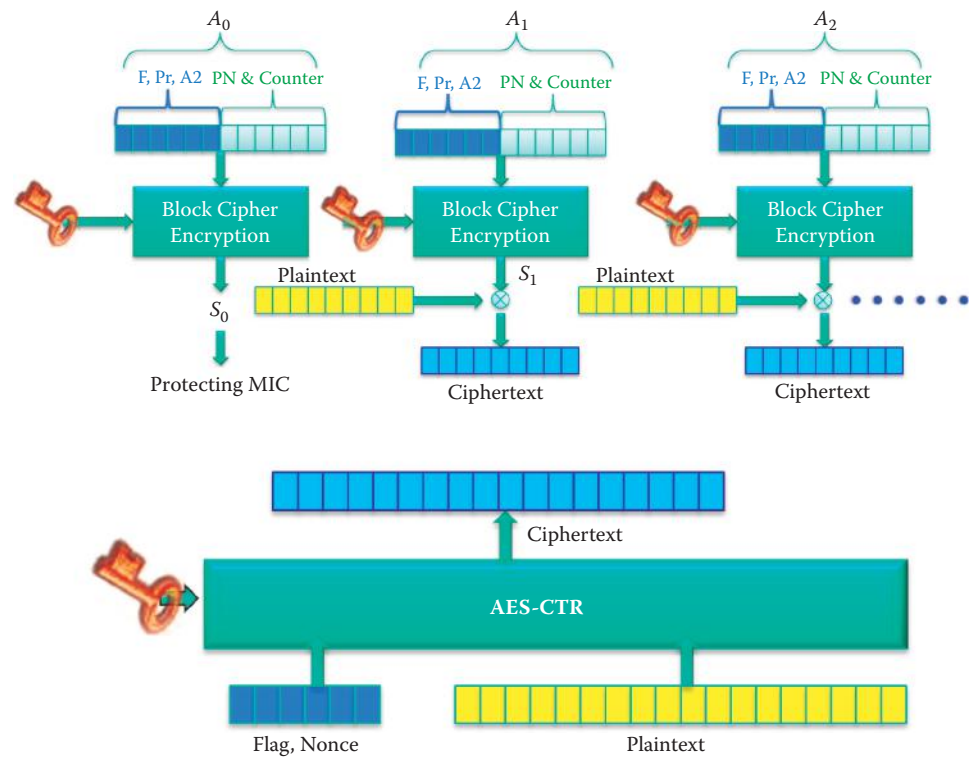 A0
A1
A2
F, Pr, A2 PN & Counter
F, Pr, A2 PN & Counter
F, Pr, A2 PN & Counter
Block Cipher
Encryption
Block Cipher
Encryption
Block Cipher
Encryption
S0
Plaintext
S1
Plaintext
Protecting MIC
Ciphertext
Ciphertext
Ciphertext
AES-CTR
Flag, Nonce
Plaintext